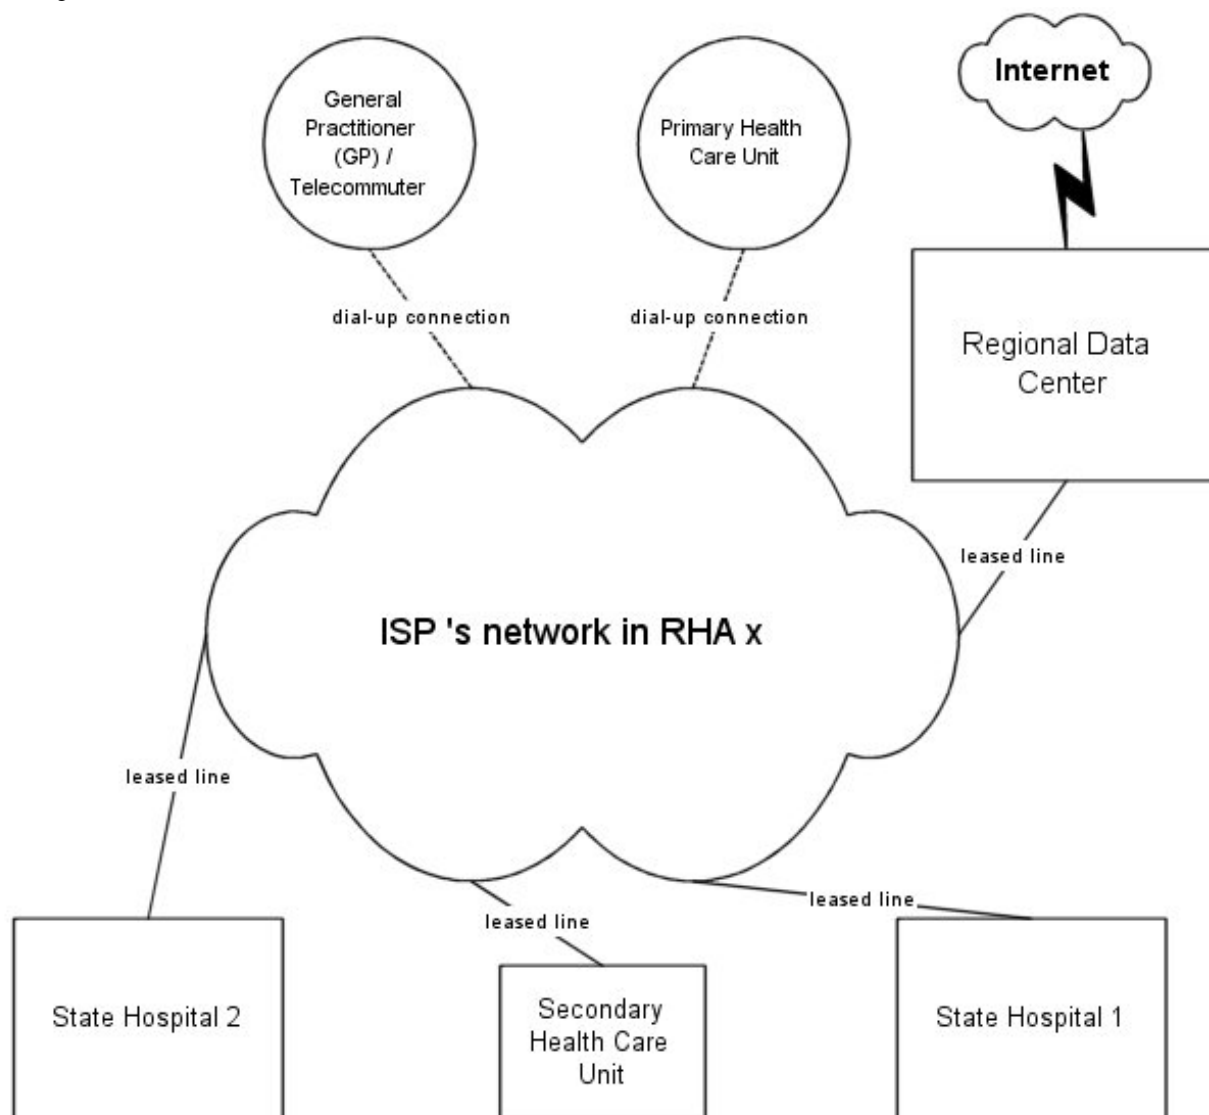 General
Practitioner
(GP) /
Telecommuter
Primary Health
Care Unit
Internet
dial-up connection
dial-up connection
Regional Data
Center
leased line
ISP 's network in RHA x
leased line
leased line
leased line
State Hospital 2
Secondary
Health Care
Unit
State Hospital 1